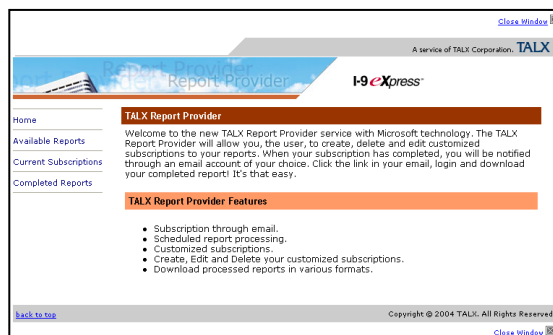 Close Window
A service of TALX Corporation. TALX
Report Provider
I-9 eXpress
Home
Available Reports
Current Subscriptions
Completed Reports
TALX Report Provider
Welcome to the new TALX Report Provider service with Microsoft technology. The TALX
Report Provider will allow you, the user, to create, delete and edit customized
subscriptions to your reports. When your subscription has completed, you will be notified
through an email account of your choice. Click the link in your email, login and download
your completed report! It's that easy.
TALX Report Provider Features
• Subscription through email.
• Scheduled report processing.
• Customized subscriptions.
• Create, Edit and Delete your customized subscriptions.
• Download processed reports in various formats.
back to top
Copyright © 2004 TALX. All Rights Reserved
Close Window